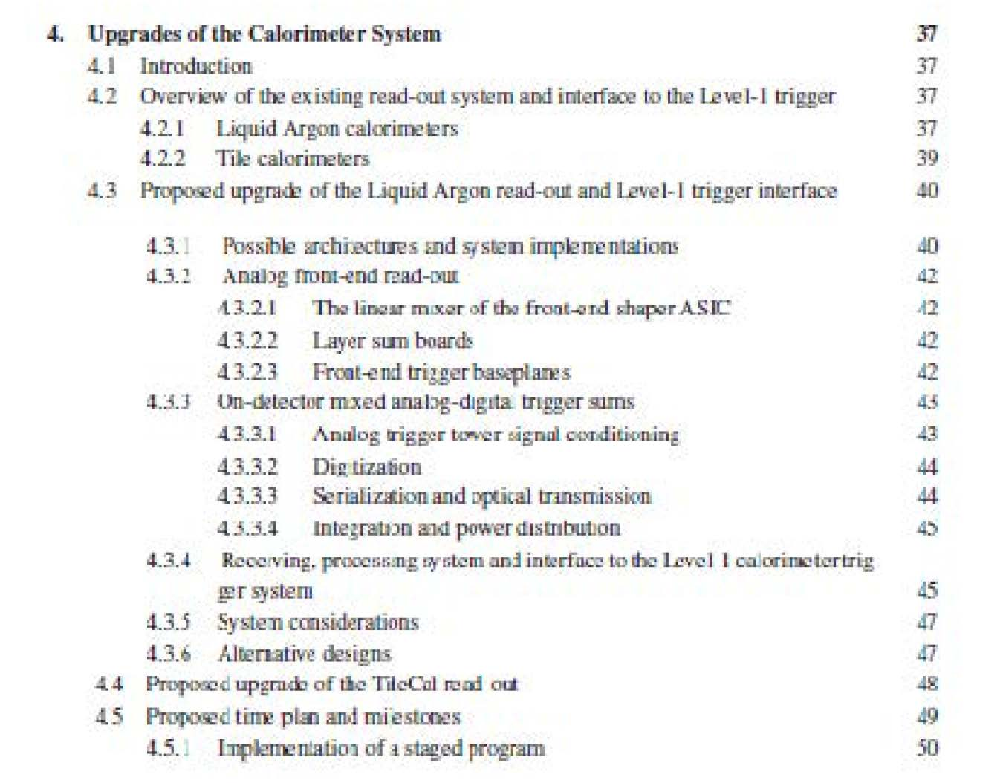 4. Upgrades of the Calorimeter System 37
4.1 Introduction 37
4.2 Overview of the existing read-out system and interface to the Level-1 trigger 37
4.2.1 Liquid Argon calorimeters 37
4.2.2 Tile calorimeters 39
4.3 Proposed upgrade of the Liquid Argon read-out and Level-1 trigger interface 40
4.3.1 Possible architectures and system implementations 40
4.3.2 Analog front-end read-out 42
4.3.2.1 The linear mixer of the front-end shaper ASIC 42
4.3.2.2 Layer sum boards 42
4.3.2.3 Front-end trigger baseplanes 42
4.3.3 On-detector mixed analog-digital trigger sums 43
4.3.3.1 Analog trigger tower signal conditioning 43
4.3.3.2 Digitization 44
4.3.3.3 Serialization and optical transmission 44
4.3.3.4 Integration and power distribution 45
4.3.4 Receiving, processing system and interface to the Level 1 calorimeter trig
ger system 45
4.3.5 System considerations 47
4.3.6 Alternative designs 47
4.4 Proposed upgrade of the TileCal read out 48
4.5 Proposed time plan and milestones 49
4.5.1 Implementation of a staged program 50